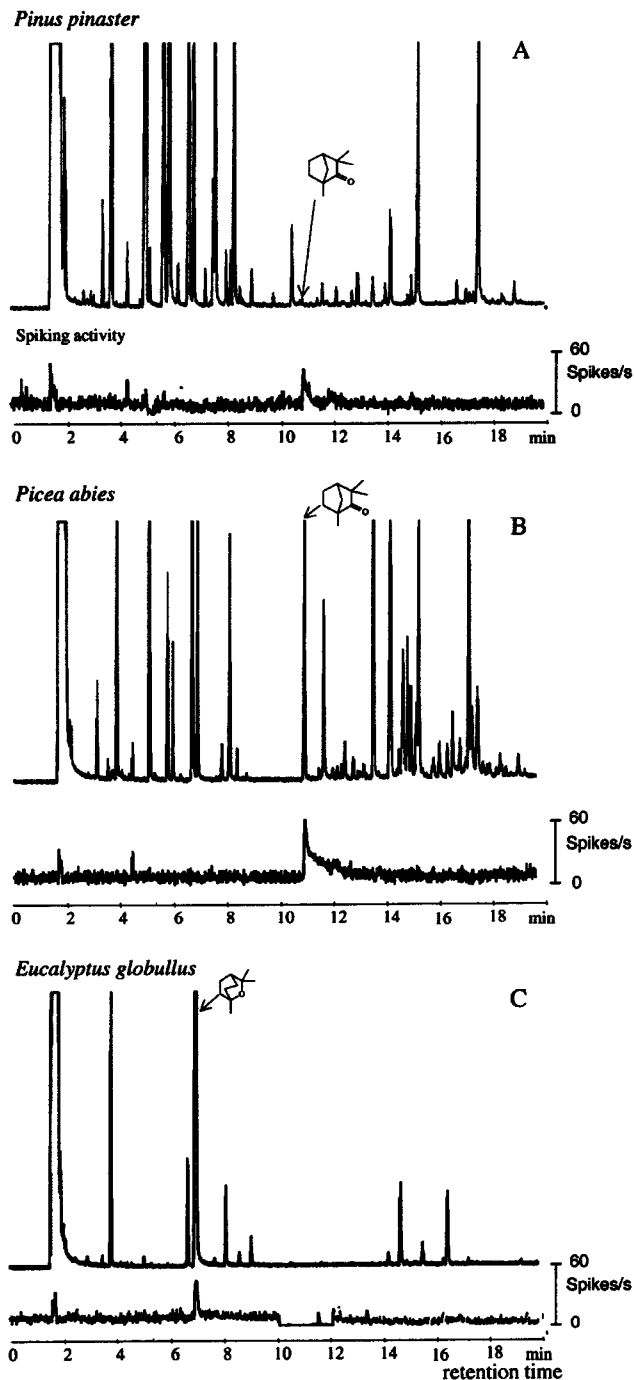 Pinus pinaster
A
Spiking activity
60
Spikes/s
0
0 2 4 6 8 10 12 14 16 18 min
Picea abies
B
60
Spikes/s
0
0 2 4 6 8 10 12 14 16 18 min
Eucalyptus globullus
C
60
Spikes/s
0
0 2 4 6 8 10 12 14 16 18 min
retention time